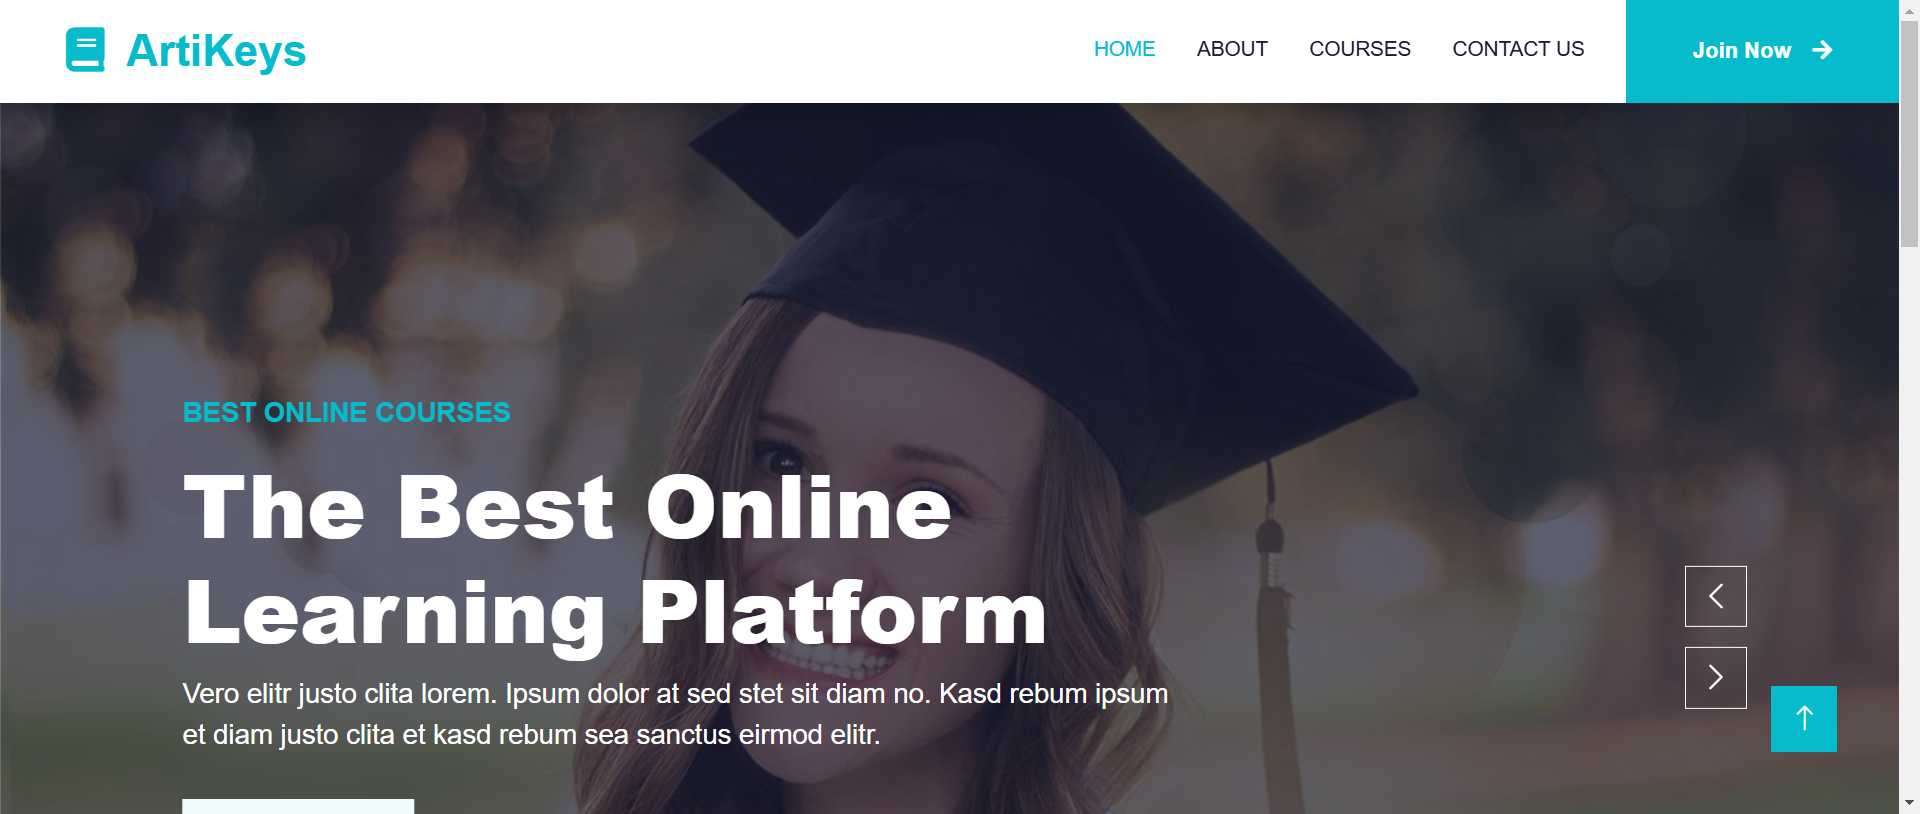 ArtiKeys
HOME ABOUT COURSES CONTACT US Join Now
BEST ONLINE COURSES
The Best Online
Learning Platform
Vero elitr justo clita lorem. Ipsum dolor at sed stet sit diam no. Kasd rebum ipsum
et diam justo clita et kasd rebum sea sanctus eirmod elitr.